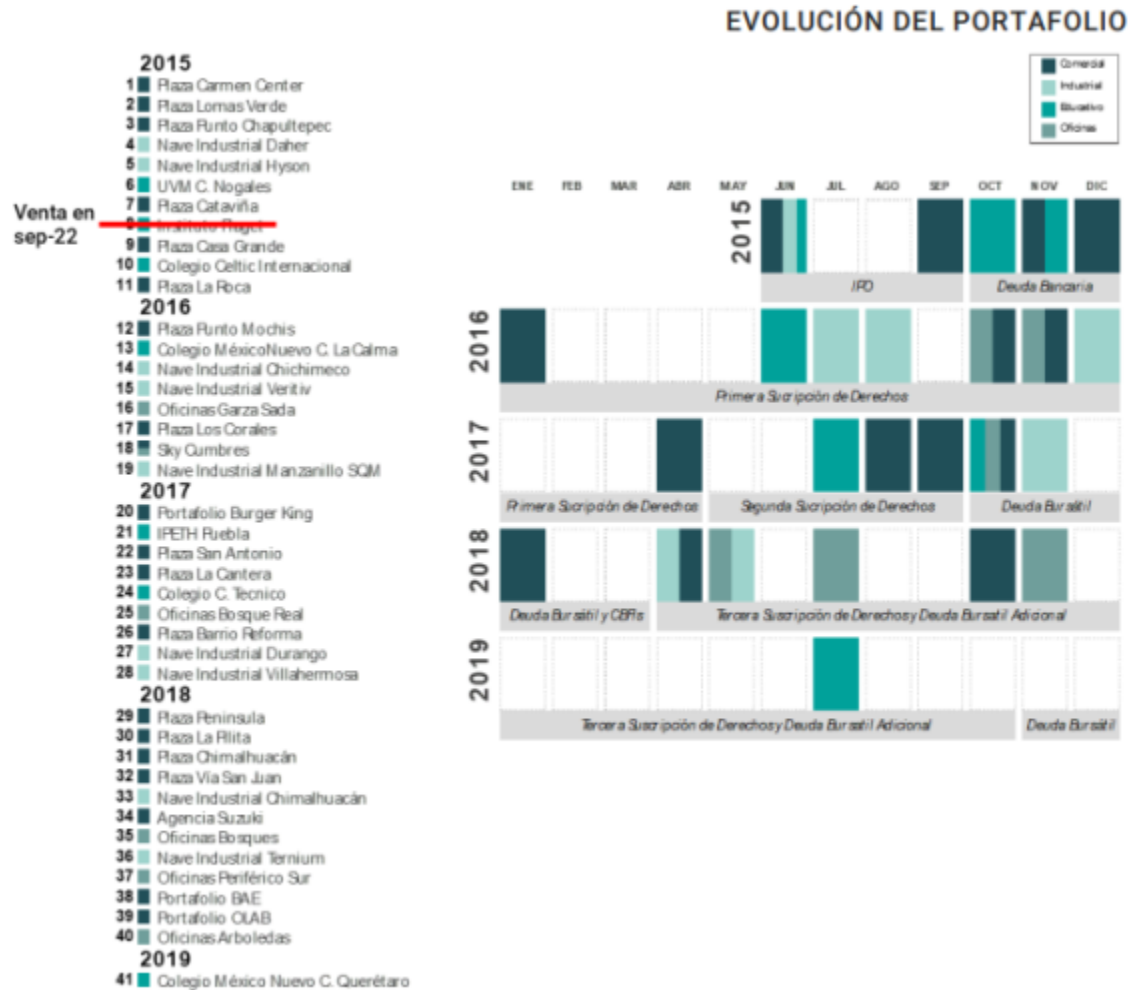 EVOLUCIÓN DEL PORTAFOLIO
Comercial
Industrial
Educativo
Oficinas
2015
1 Plaza Carmen Center
2 Plaza Lomas Verde
3 Plaza Punto Chapultepec
4 Nave Industrial Daher
5 Nave Industrial Hyson
6 UVM C. Nogales
7 Plaza Cataviña
Venta en
sep-22
8 Instituto Piaget
9 Plaza Casa Grande
10 Colegio Celtic Internacional
11 Plaza La Roca
2016
12 Plaza Punto Mochis
13 Colegio MéxicoNuevo C. La Calma
14 Nave Industrial Chichimeco
15 Nave Industrial Veritiv
16 Oficinas Garza Sada
17 Plaza Los Corales
18 Sky Cumbres
19 Nave Industrial Manzanillo SQM
2017
20 Portafolio Burger King
21 IPETH Puebla
22 Plaza San Antonio
23 Plaza La Cantera
24 Colegio C. Tecnico
25 Oficinas Bosque Real
26 Plaza Barrio Reforma
27 Nave Industrial Durango
28 Nave Industrial Villahermosa
2018
29 Plaza Peninsula
30 Plaza La Pilita
31 Plaza Chimalhuacán
32 Plaza Vía San Juan
33 Nave Industrial Chimalhuacán
34 Agencia Suzuki
35 Oficinas Bosques
36 Nave Industrial Ternium
37 Oficinas Periférico Sur
38 Portafolio BAE
39 Portafolio OLAB
40 Oficinas Arboledas
2019
41 Colegio México Nuevo C. Querétaro
ENE FEB MAR ABR MAY JUN JUL AGO SEP OCT NOV DIC
2015
IPO Deuda Bancaria
2016
Primera Sucripción de Derechos
2017
Primera Sucripción de Derechos Segunda Sucripción de Derechos Deuda Bursátil
2018
Deuda Bursátil y CBFIs Tercera Suscripción de Derechos y Deuda Bursatil Adicional
2019
Tercera Suscripción de Derechos y Deuda Bursatil Adicional Deuda Bursátil